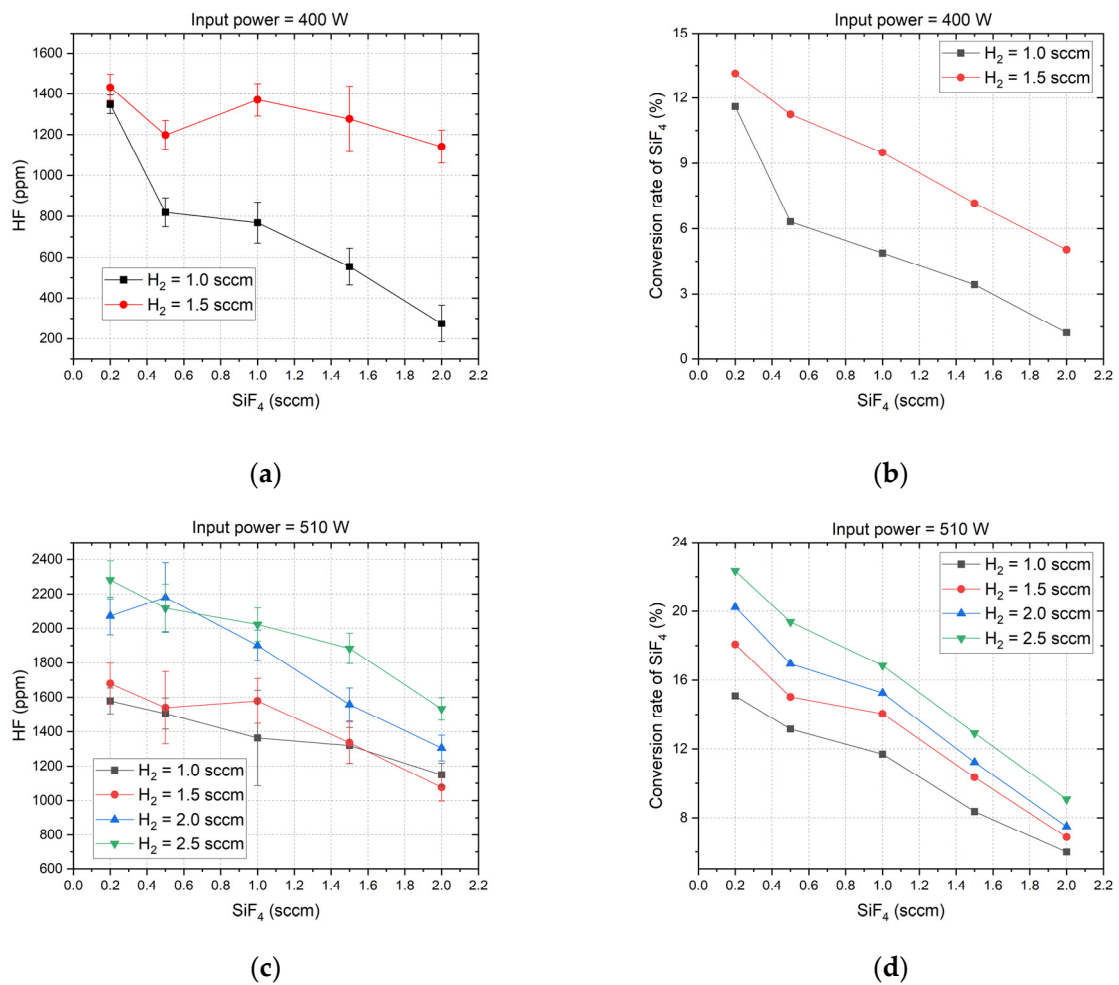 Input power = 400 W
HF (ppm)
1600
1400
1200
1000
800
600
400
200
H₂ = 1.0 sccm
H₂ = 1.5 sccm
0.0 0.2 0.4 0.6 0.8 1.0 1.2 1.4 1.6 1.8 2.0 2.2
SiF₄ (sccm)
(a)
Input power = 400 W
Conversion rate of SiF₄ (%)
15
12
9
6
3
0
H₂ = 1.0 sccm
H₂ = 1.5 sccm
0.0 0.2 0.4 0.6 0.8 1.0 1.2 1.4 1.6 1.8 2.0 2.2
SiF₄ (sccm)
(b)
Input power = 510 W
HF (ppm)
2400
2200
2000
1800
1600
1400
1200
1000
800
600
H₂ = 1.0 sccm
H₂ = 1.5 sccm
H₂ = 2.0 sccm
H₂ = 2.5 sccm
0.0 0.2 0.4 0.6 0.8 1.0 1.2 1.4 1.6 1.8 2.0 2.2
SiF₄ (sccm)
(c)
Input power = 510 W
Conversion rate of SiF₄ (%)
24
20
16
12
8
H₂ = 1.0 sccm
H₂ = 1.5 sccm
H₂ = 2.0 sccm
H₂ = 2.5 sccm
0.0 0.2 0.4 0.6 0.8 1.0 1.2 1.4 1.6 1.8 2.0 2.2
SiF₄ (sccm)
(d)